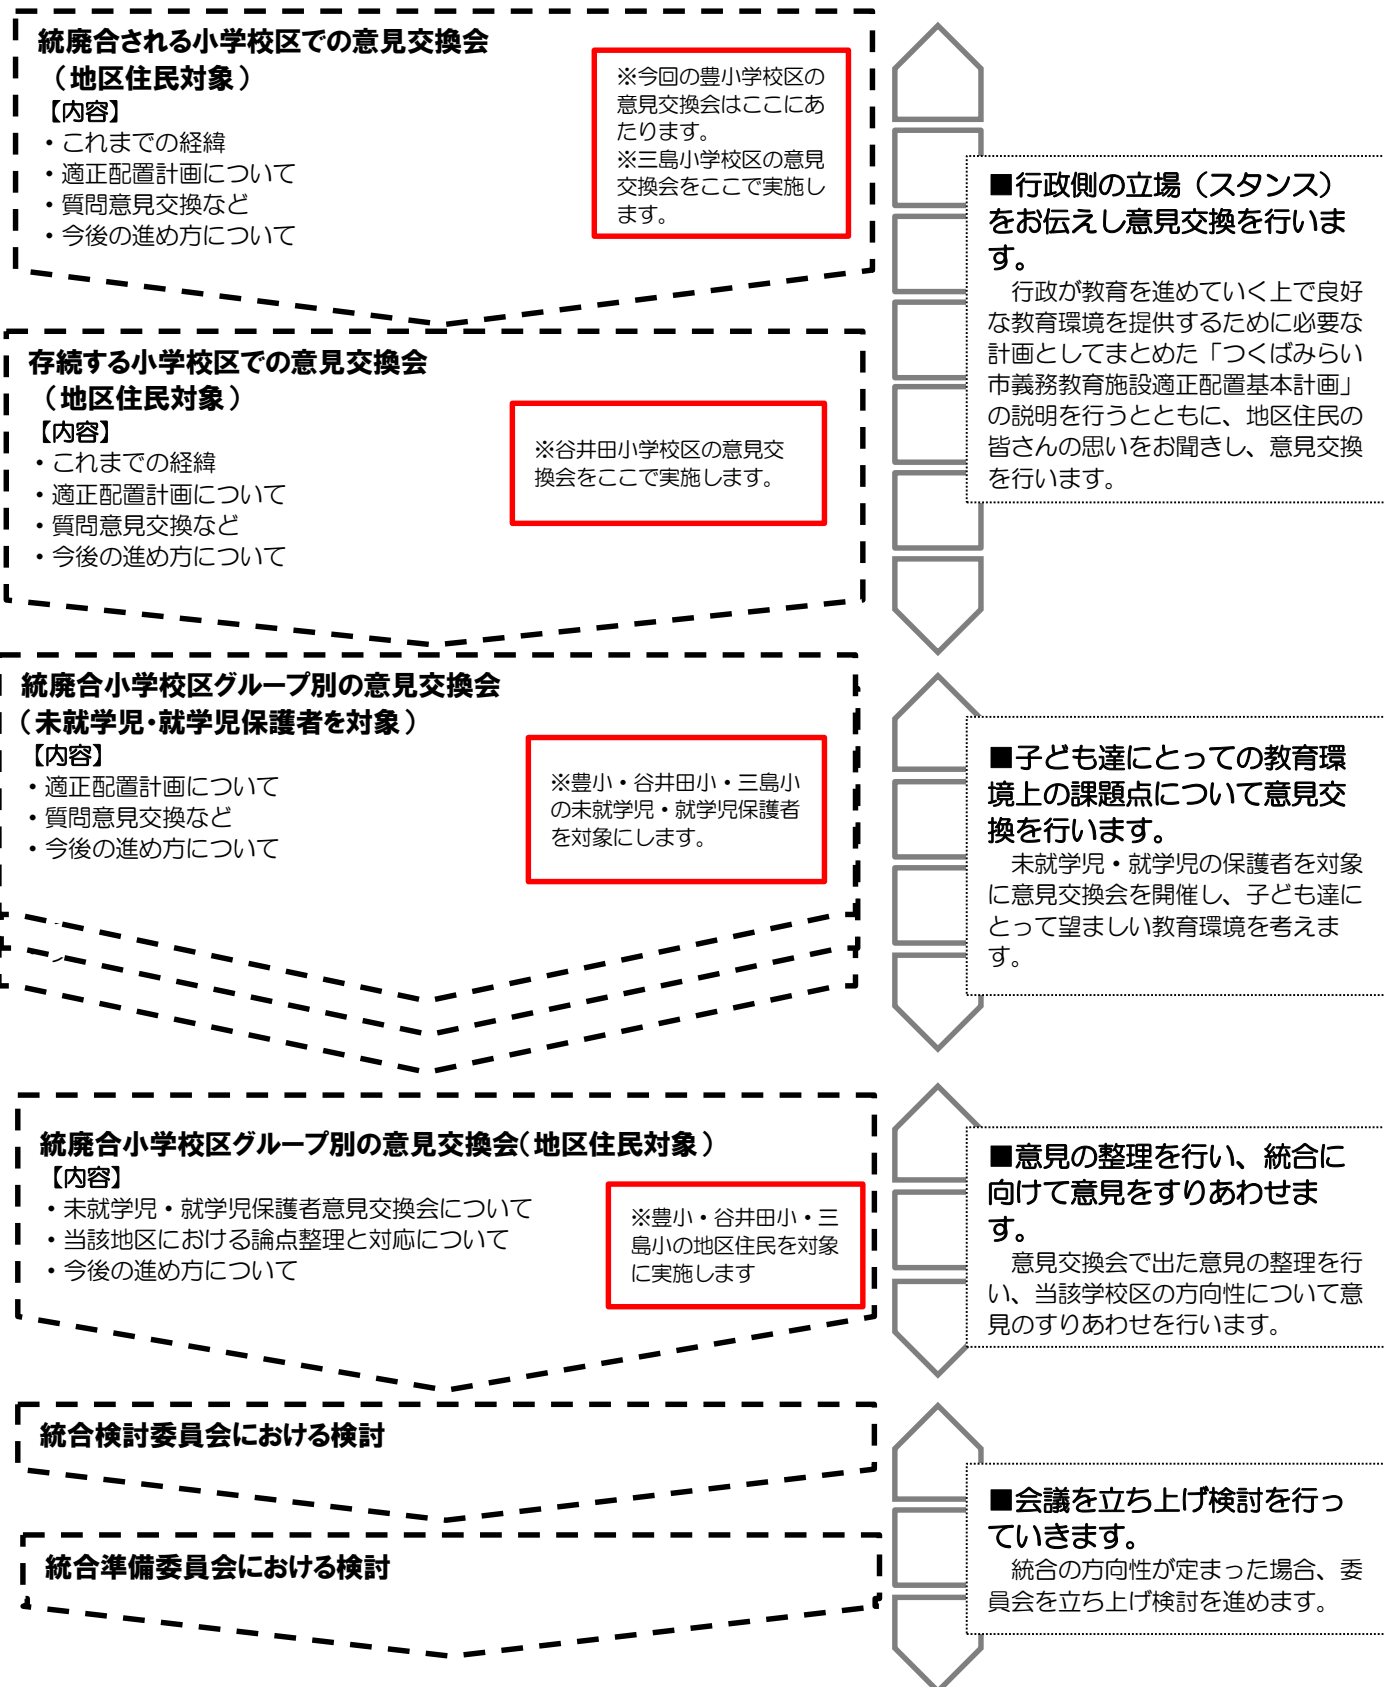 統廃合される小学校区での意見交換会
（地区住民対象）
【内容】
・これまでの経緯
・適正配置計画について
・質問意見交換など
・今後の進め方について
※今回の豊小学校区の
意見交換会はここにあ
たります。
※三島小学校区の意見
交換会をここで実施し
ます。
存続する小学校区での意見交換会
（地区住民対象）
【内容】
・これまでの経緯
・適正配置計画について
・質問意見交換など
・今後の進め方について
※谷井田小学校区の意見交
換会をここで実施します。
■行政側の立場（スタンス）
をお伝えし意見交換を行いま
す。
　行政が教育を進めていく上で良好
な教育環境を提供するために必要な
計画としてまとめた「つくばみらい
市義務教育施設適正配置基本計画」
の説明を行うとともに、地区住民の
皆さんの思いをお聞きし、意見交換
を行います。
統廃合小学校区グループ別の意見交換会
（未就学児・就学児保護者を対象）
【内容】
・適正配置計画について
・質問意見交換など
・今後の進め方について
※豊小・谷井田小・三島小
の未就学児・就学児保護者
を対象にします。
■子ども達にとっての教育環
境上の課題点について意見交
換を行います。
　未就学児・就学児の保護者を対象
に意見交換会を開催し、子ども達に
とって望ましい教育環境を考えま
す。
統廃合小学校区グループ別の意見交換会（地区住民対象）
【内容】
・未就学児・就学児保護者意見交換会について
・当該地区における論点整理と対応について
・今後の進め方について
※豊小・谷井田小・三
島小の地区住民を対象
に実施します
■意見の整理を行い、統合に
向けて意見をすりあわせま
す。
　意見交換会で出た意見の整理を行
い、当該学校区の方向性について意
見のすりあわせを行います。
統合検討委員会における検討
統合準備委員会における検討
■会議を立ち上げ検討を行っ
ていきます。
　統合の方向性が定まった場合、委
員会を立ち上げ検討を進めます。